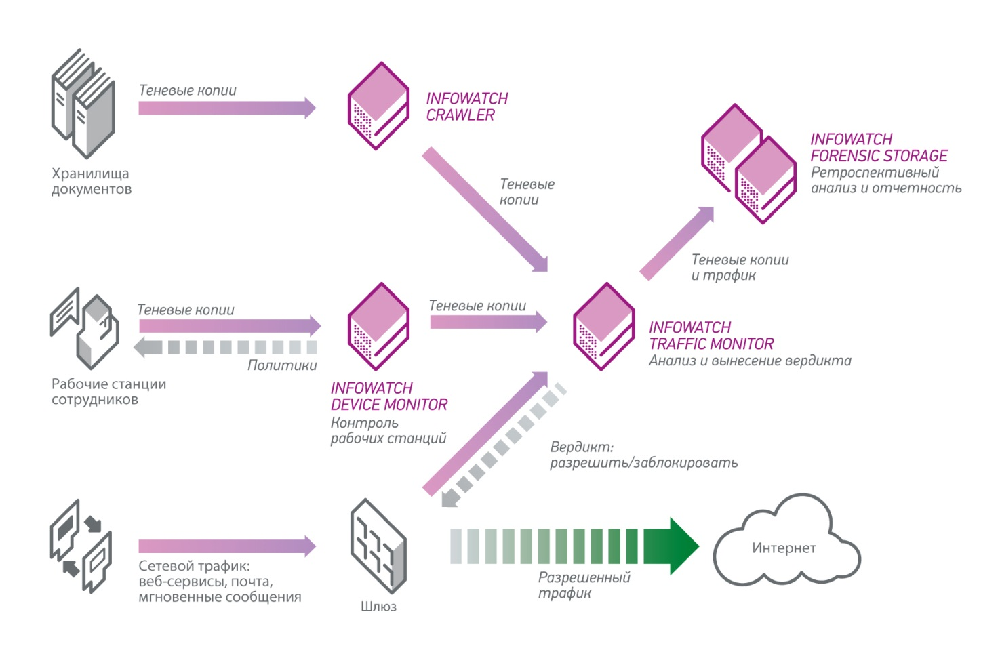 Теневые копии
INFOWATCH
CRAWLER
Хранилища
документов
Теневые
копии
INFOWATCH
FORENSIC STORAGE
Ретроспективный
анализ и отчетность
Теневые копии
и трафик
Теневые копии
Политики
Рабочие станции
сотрудников
INFOWATCH
DEVICE MONITOR
Контроль
рабочих станций
Теневые копии
INFOWATCH
TRAFFIC MONITOR
Анализ и вынесение вердикта
Вердикт:
разрешить/заблокировать
Сетевой трафик:
веб-сервисы, почта,
мгновенные сообщения
Шлюз
Разрешенный
трафик
Интернет